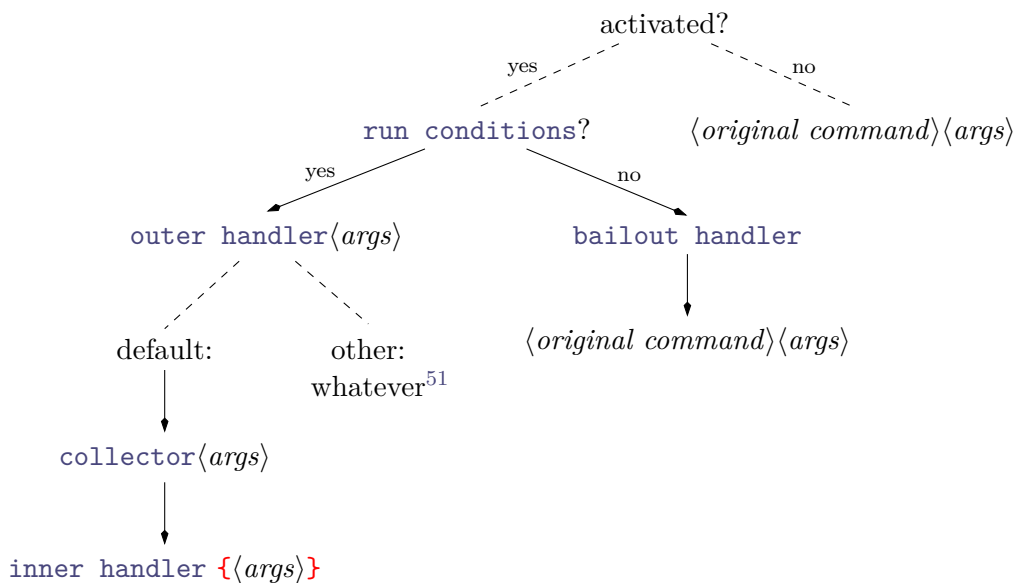 activated?
yes
no
run conditions?
⟨original command⟩⟨args⟩
yes
no
outer handler⟨args⟩
bailout handler
default:
other:
whatever51
⟨original command⟩⟨args⟩
collector⟨args⟩
inner handler {⟨args⟩}